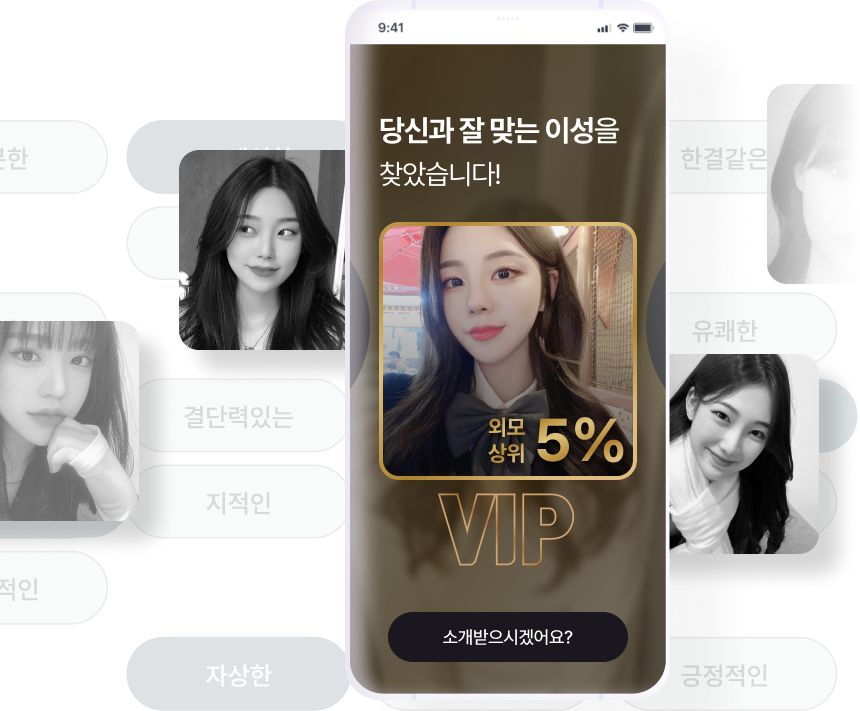 9:41
당신과 잘 맞는 이성을
찾았습니다!
외모
상위 5%
VIP
소개받으시겠어요?
한결같은
유쾌한
결단력있는
지적인
적인
자상한
긍정적인